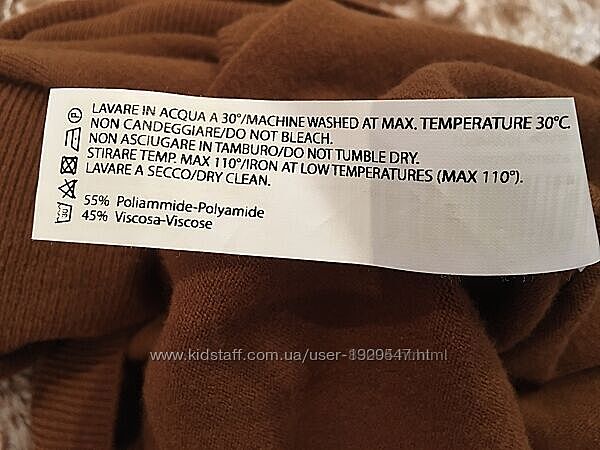 LAVARE IN ACQUA A 30°/MACHINE WASHED AT MAX. TEMPERATURE 30°C.
NON CANDEGGIARE/DO NOT BLEACH.
NON ASCIUGARE IN TAMBURO/DO NOT TUMBLE DRY.
STIRARE TEMP. MAX 110°/IRON AT LOW TEMPERATURES (MAX 110°).
LAVARE A SECCO/DRY CLEAN.
55% Poliammide-Polyamide
45% Viscosa-Viscose
P
30
www.kidstaff.com.ua/user-1929547.html